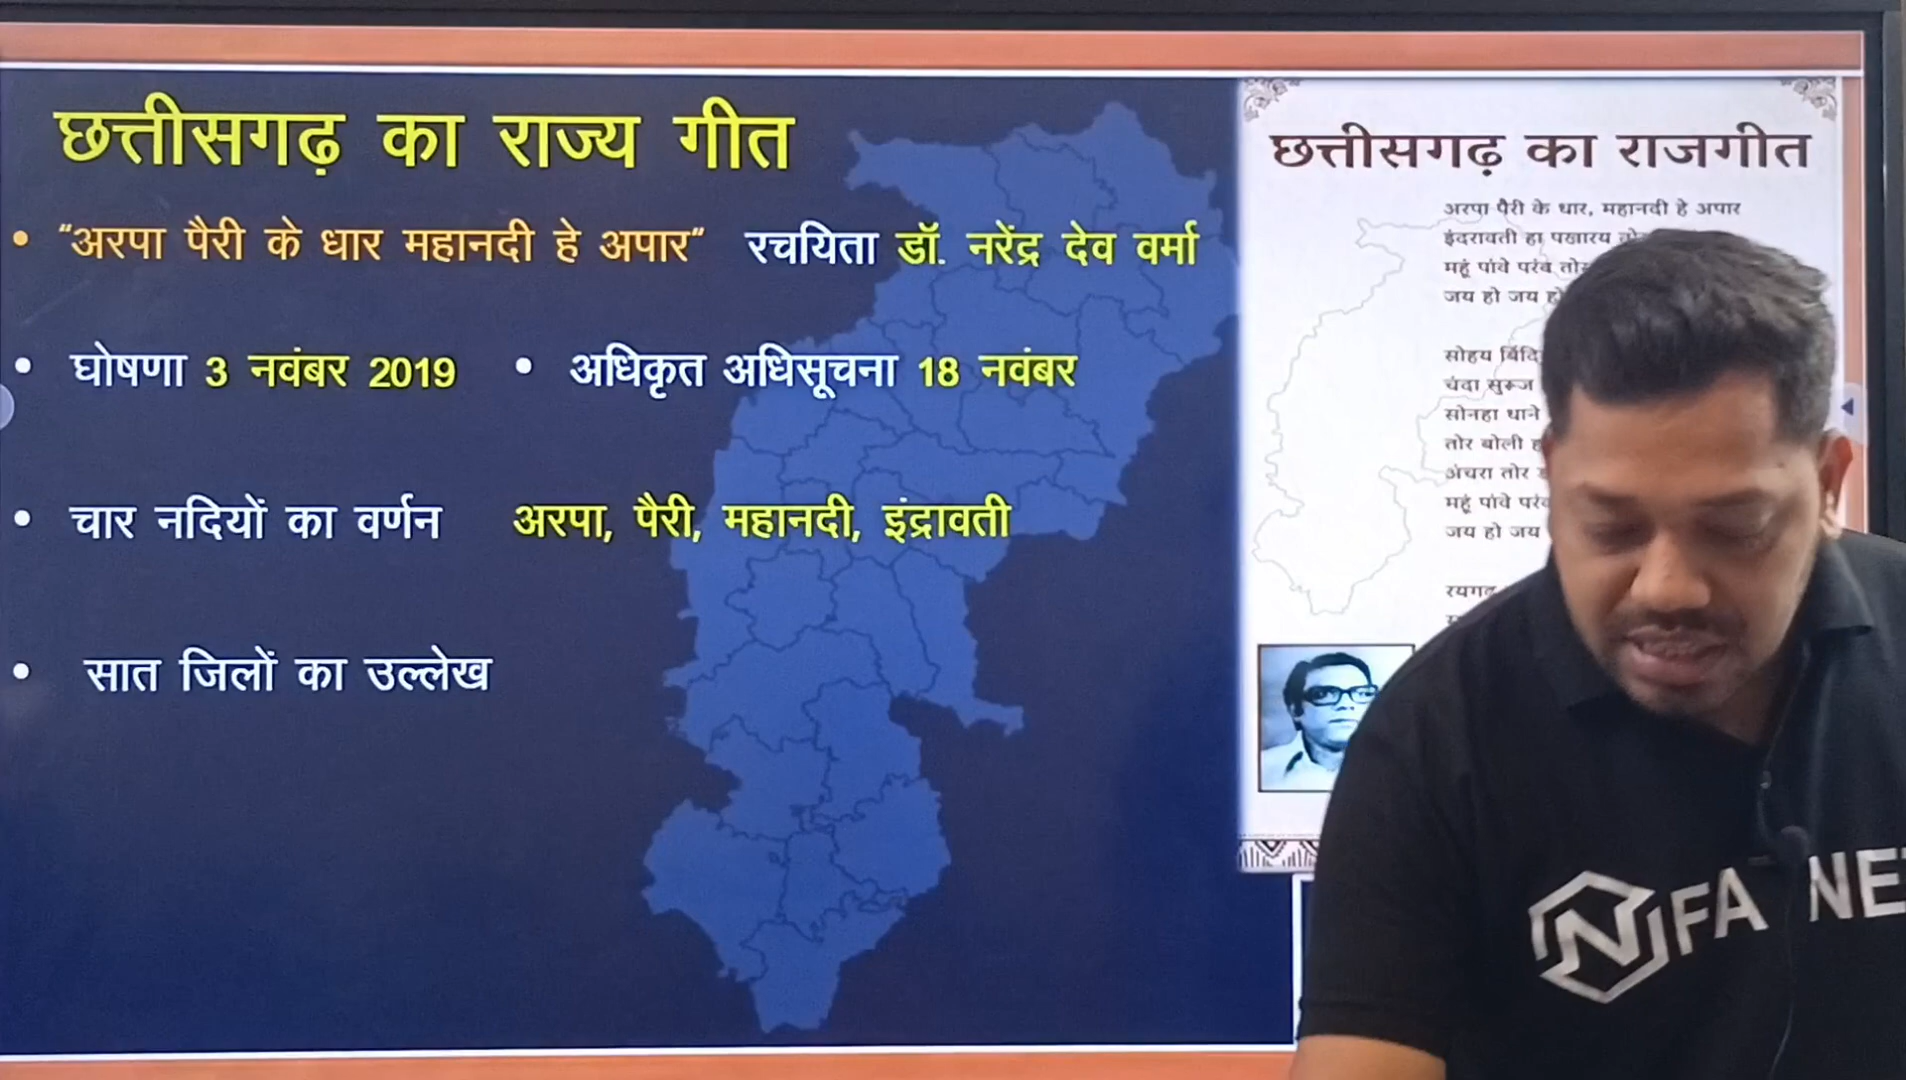 छत्तीसगढ़ का राज्य गीत
• "अरपा पैरी के धार महानदी हे अपार" रचयिता डॉ. नरेंद्र देव वर्मा
• घोषणा 3 नवंबर 2019 • अधिकृत अधिसूचना 18 नवंबर
• चार नदियों का वर्णन अरपा, पैरी, महानदी, इंद्रावती
• सात जिलों का उल्लेख
छत्तीसगढ़ का राजगीत
अरपा पैरी के धार, महानदी हे अपार
इंदरावती हा पखारय
महूं पांवे परंव
जय हो जय
सोहय
चंदा सुरूज
सोनहा धाने
तोर बोली
अंचरा तोर
महूं पांवे
जय हो जय
FA NE